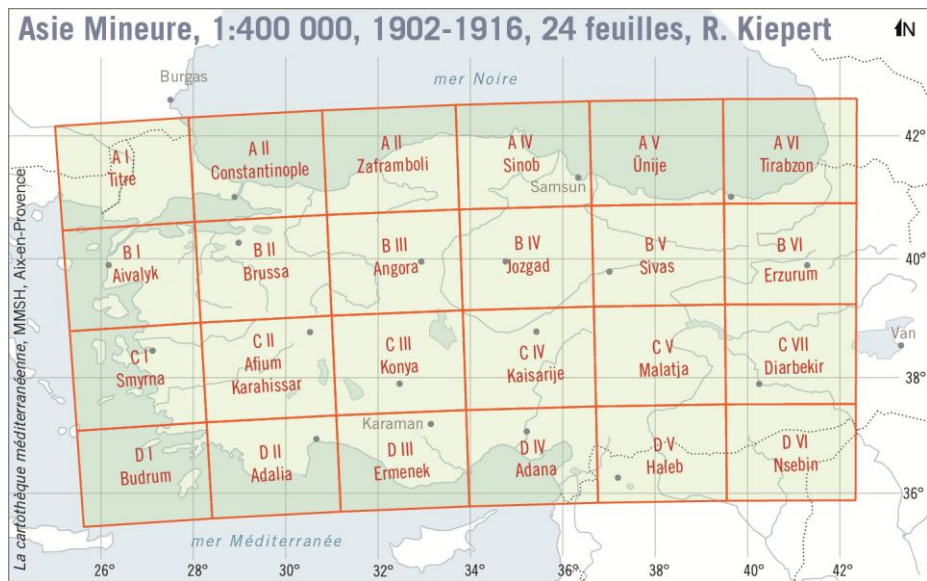 Asie Mineure, 1:400 000, 1902-1916, 24 feuilles, R. Kiepert
N
Burgas
mer Noire
42°
42°
A I
Titre
A II
Constantinople
A II
Zaframboli
A IV
Sinob
Samsun
A V
Ünije
A VI
Tirabzon
40°
40°
B I
Aivalyk
B II
Brussa
B III
Angora
B IV
Jozgad
B V
Sivas
B VI
Erzurum
Van
C I
Smyrna
C II
Afium
Karahissar
C III
Konya
C IV
Kaisarije
C V
Malatja
C VII
Diarbekir
38°
38°
Karaman
D I
Budrum
D II
Adalia
D III
Ermenek
D IV
Adana
D V
Haleb
D VI
Nsebin
36°
36°
mer Méditerranée
26°
28°
30°
32°
34°
36°
38°
40°
42°
La cartothèque méditerranéenne, MMSH, Aix-en-Provence